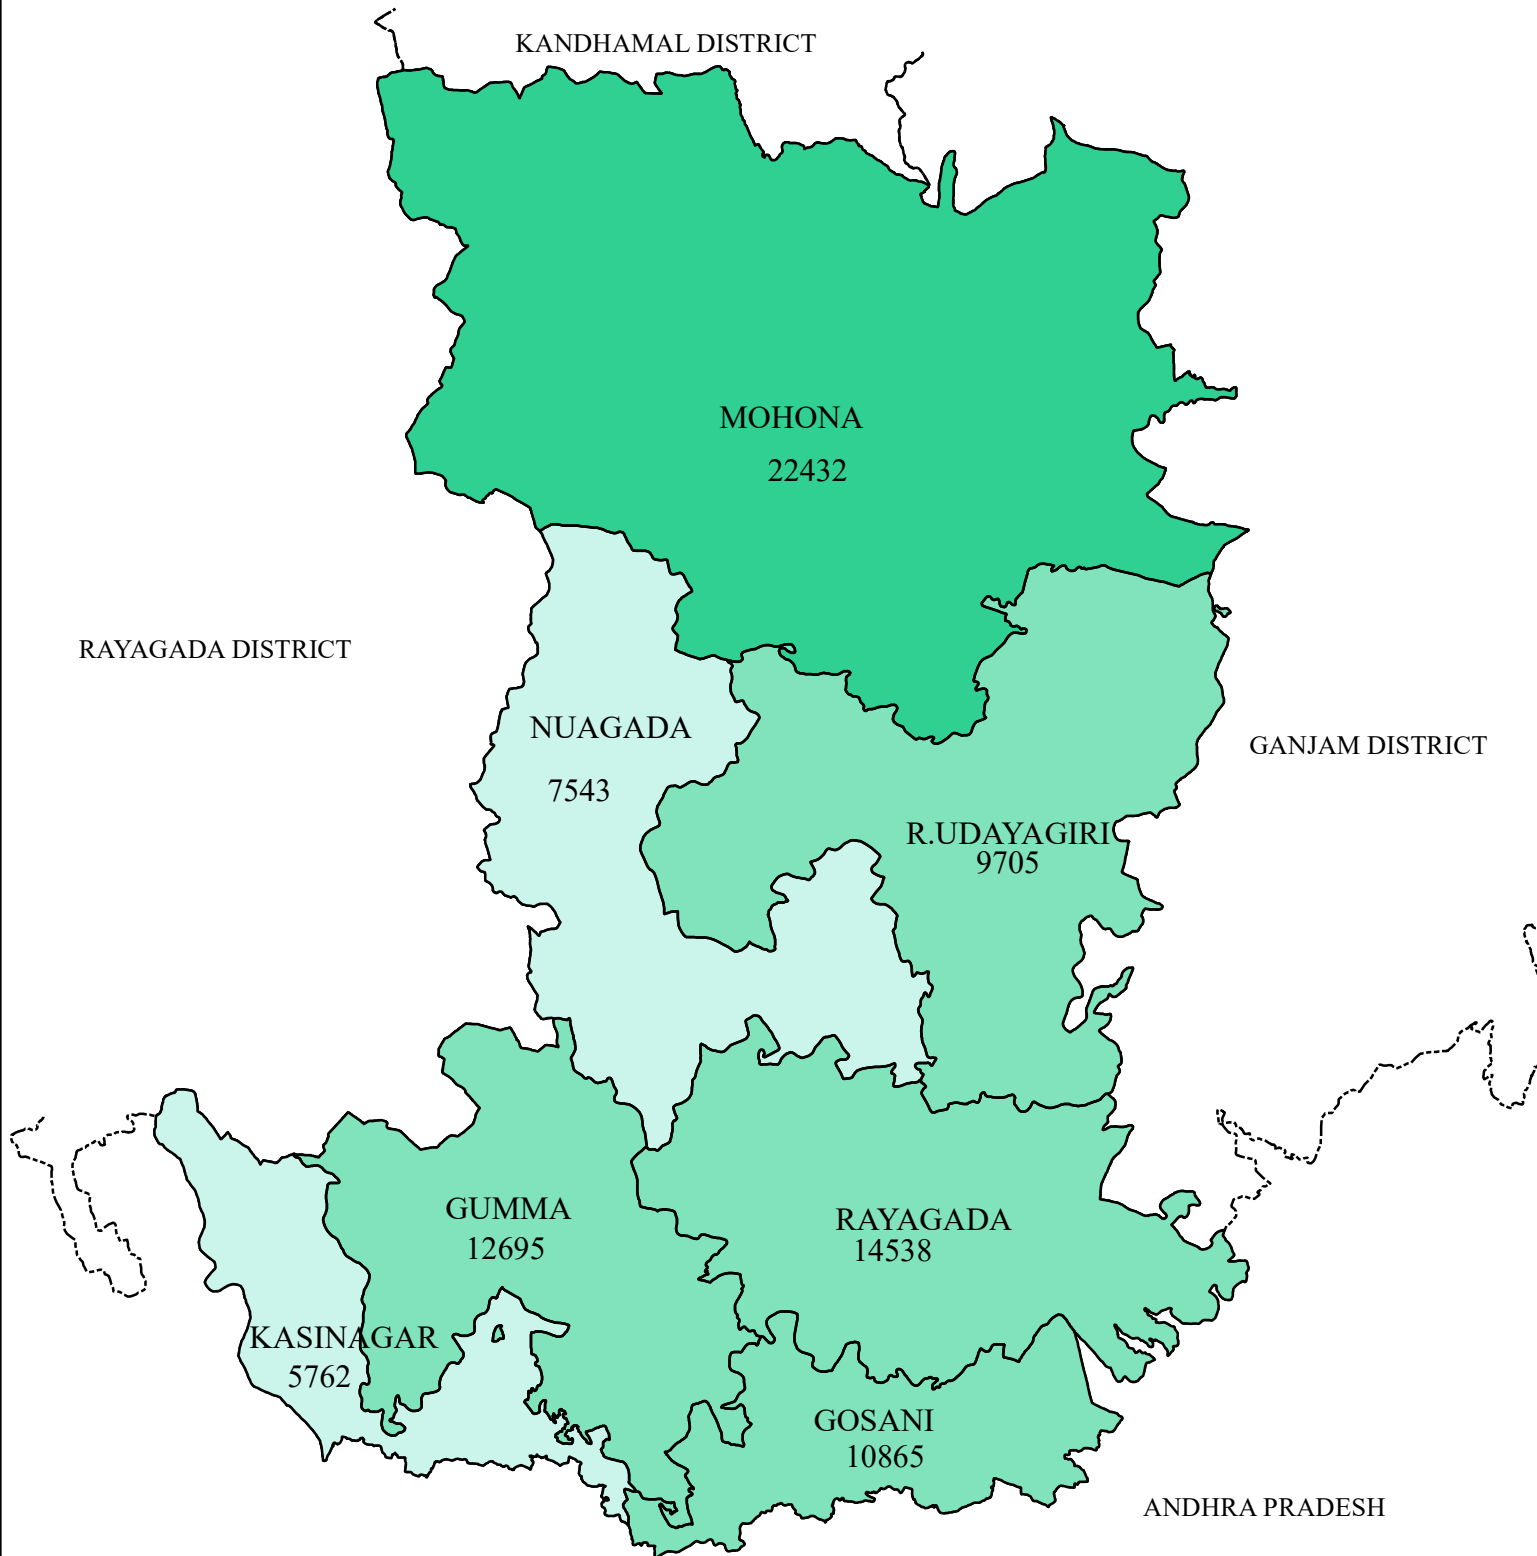 KANDHAMAL DISTRICT
MOHONA
22432
RAYAGADA DISTRICT
NUAGADA
7543
GANJAM DISTRICT
R.UDAYAGIRI
9705
GUMMA
12695
RAYAGADA
14538
KASINAGAR
5762
GOSANI
10865
ANDHRA PRADESH